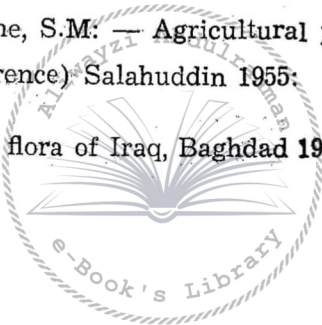 ne, S.M: — Agricultural
rence) Salahuddin 1955:
flora of Iraq, Baghdad 19
Alwayzi Abdulrahman
e-Book's Library